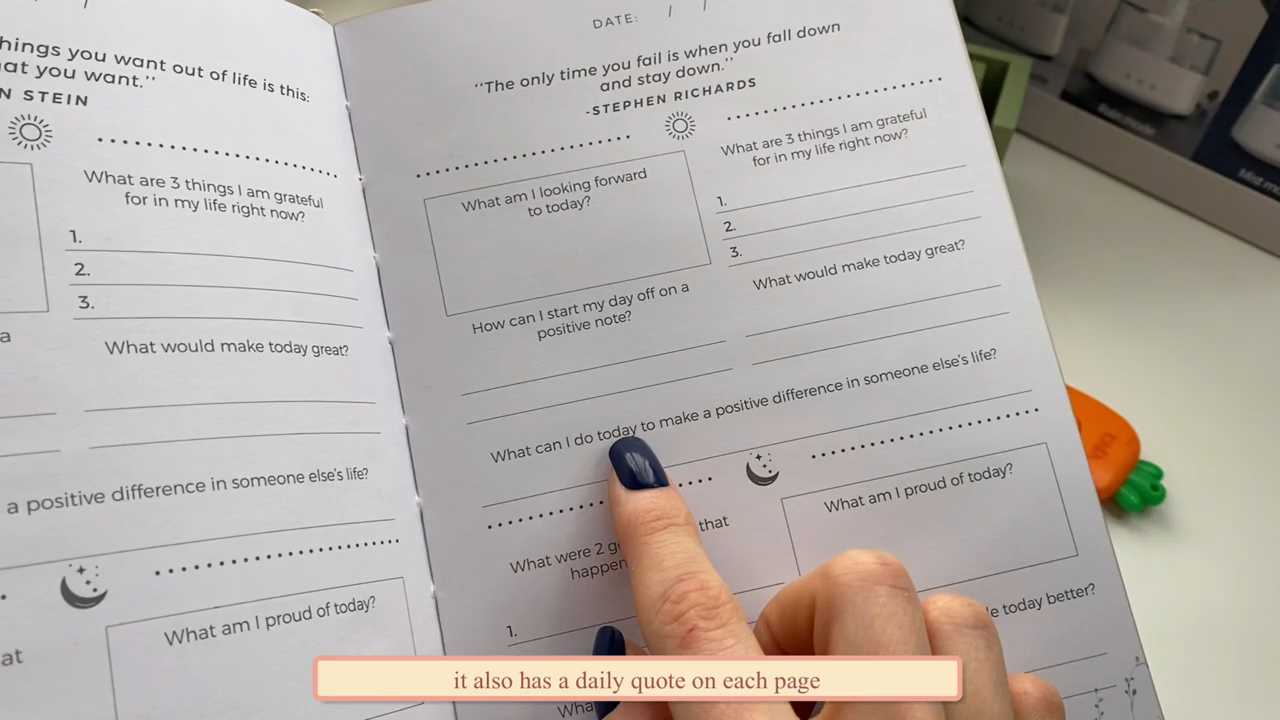 hings you want out of life is this:
at you want."
N STEIN
What are 3 things I am grateful
for in my life right now?
1.
2.
3.
a
What would make today great?
a positive difference in someone else's life?
What am I proud of today?
at
DATE: / /
"The only time you fail is when you fall down
and stay down."
-STEPHEN RICHARDS
What am I looking forward
to today?
What are 3 things I am grateful
for in my life right now?
1.
2.
3.
How can I start my day off on a
positive note?
What would make today great?
What can I do today to make a positive difference in someone else's life?
What were 2 g that
happen
1.
What am I proud of today?
le today better?
Wha
it also has a daily quote on each page